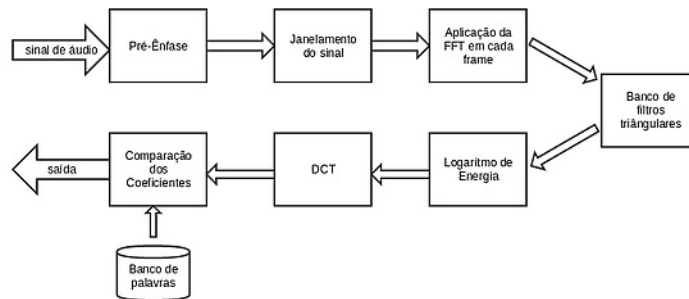 sinal de áudio
Pré-Ênfase
Janelamento
do sinal
Aplicação da
FFT em cada
frame
Banco de
filtros
triângulares
Logarítmo de
Energia
DCT
Comparação
dos
Coeficientes
saída
Banco de
palavras